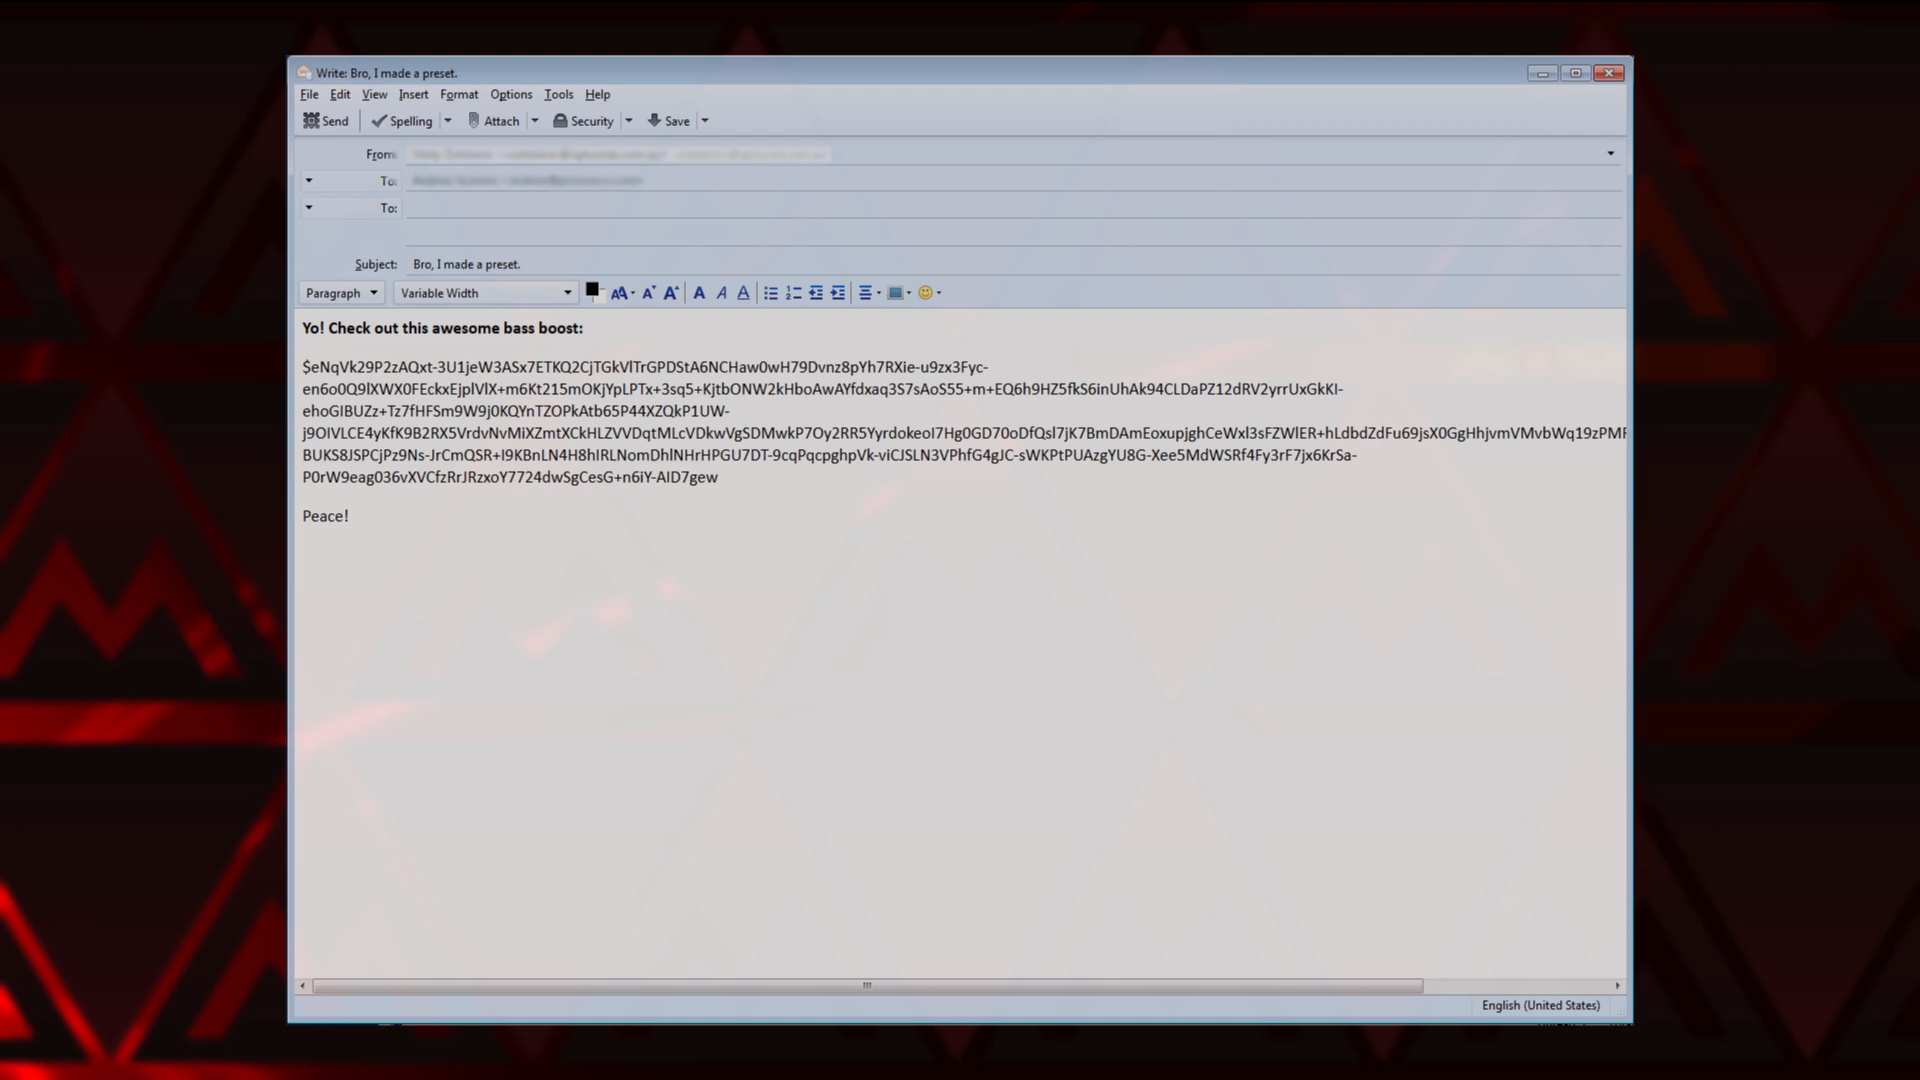 Write: Bro, I made a preset.
File Edit View Insert Format Options Tools Help
Send Spelling Attach Security Save
From:
To:
To:
Subject: Bro, I made a preset.
Paragraph Variable Width
Yo! Check out this awesome bass boost:
$eNqVk29P2zAQxt-3U1jeW3ASx7ETKQ2CjTGkVlTrGPDStA6NCHaw0wH79Dvnz8pYh7RXie-u9zx3Fyc-
en6o0Q9lXWX0FEckxEjplVlX+m6Kt215mOKjYpLPTx+3sq5+KjtbONW2kHboAwAYfdxaq3S7sAoS55+m+EQ6h9HZ5fkS6inUhAk94CLDaPZ12dRV2yrrUxGkKI-
ehoGIBUZz+Tz7fHFSm9W9j0KQYnTZOPkAtb65P44XZQkP1UW-
j9OIVLCE4yKfK9B2RX5VrdvNvMiXZmtXCkHLZVVDqtMLcVDkwVgSDMwkP7Oy2RR5YyrdokeoI7Hg0GD70oDfQsl7jK7BmDAmEoxupjghCeWxl3sFZWlER+hLdbdZdFu69jsX0GgHhjvmVMvbWq19zPMF
BUKS8JSPCjPz9Ns-JrCmQSR+I9KBnLN4H8hIRLNomDhlNHrHPGU7DT-9cqPqcpghpVk-viCJSLN3VPhfG4gJC-sWKPtPUAzgYU8G-Xee5MdWSRf4Fy3rF7jx6KrSa-
P0rW9eag036vXVCfzRrJRzxoY7724dwSgCesG+n6iY-AID7gew
Peace!
English (United States)